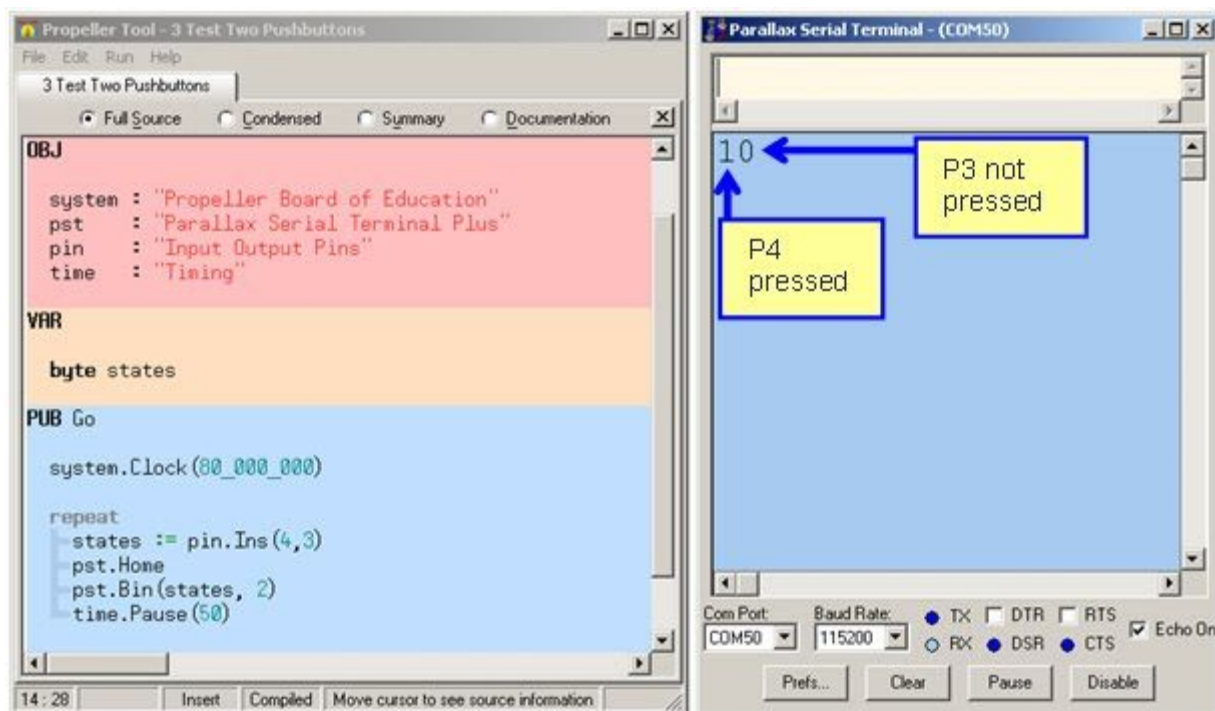 Propeller Tool - 3 Test Two Pushbuttons
File Edit Run Help
3 Test Two Pushbuttons
Full Source Condensed Summary Documentation
OBJ
system : "Propeller Board of Education"
pst : "Parallax Serial Terminal Plus"
pin : "Input Output Pins"
time : "Timing"
VAR
byte states
PUB Go
system.Clock(80_000_000)
repeat
states := pin.Ins(4,3)
pst.Home
pst.Bin(states, 2)
time.Pause(50)
14 : 28 Insert Compiled Move cursor to see source information
Parallax Serial Terminal - (COM50)
10
P3 not
pressed
P4
pressed
Com Port: Baud Rate: TX DTR RTS
COM50 115200 RX DSR CTS Echo On
Prefs... Clear Pause Disable